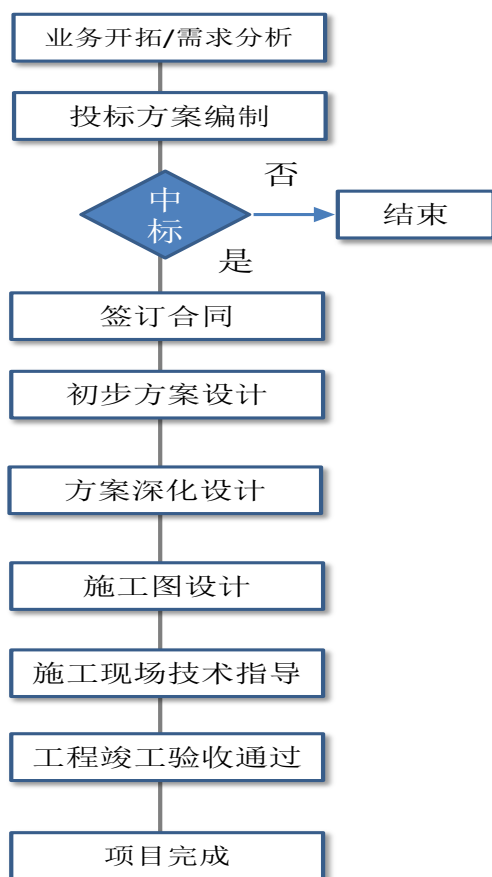 业务开拓/需求分析
投标方案编制
中
标
否
结束
是
签订合同
初步方案设计
方案深化设计
施工图设计
施工现场技术指导
工程竣工验收通过
项目完成